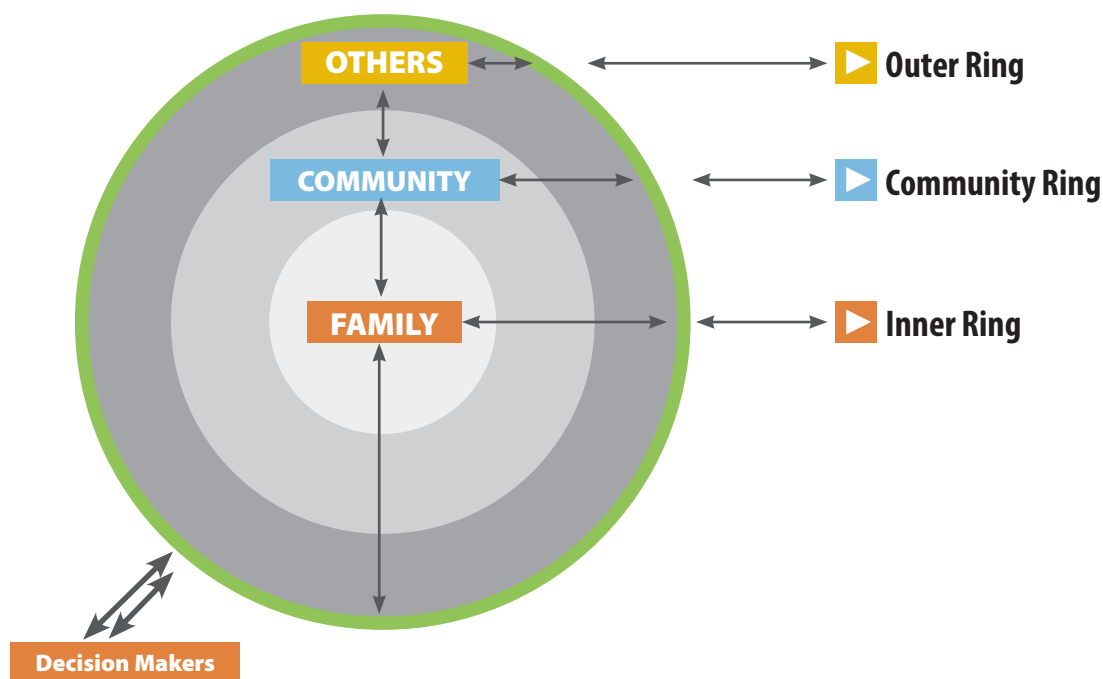 OTHERS
Outer Ring
COMMUNITY
Community Ring
FAMILY
Inner Ring
Decision Makers